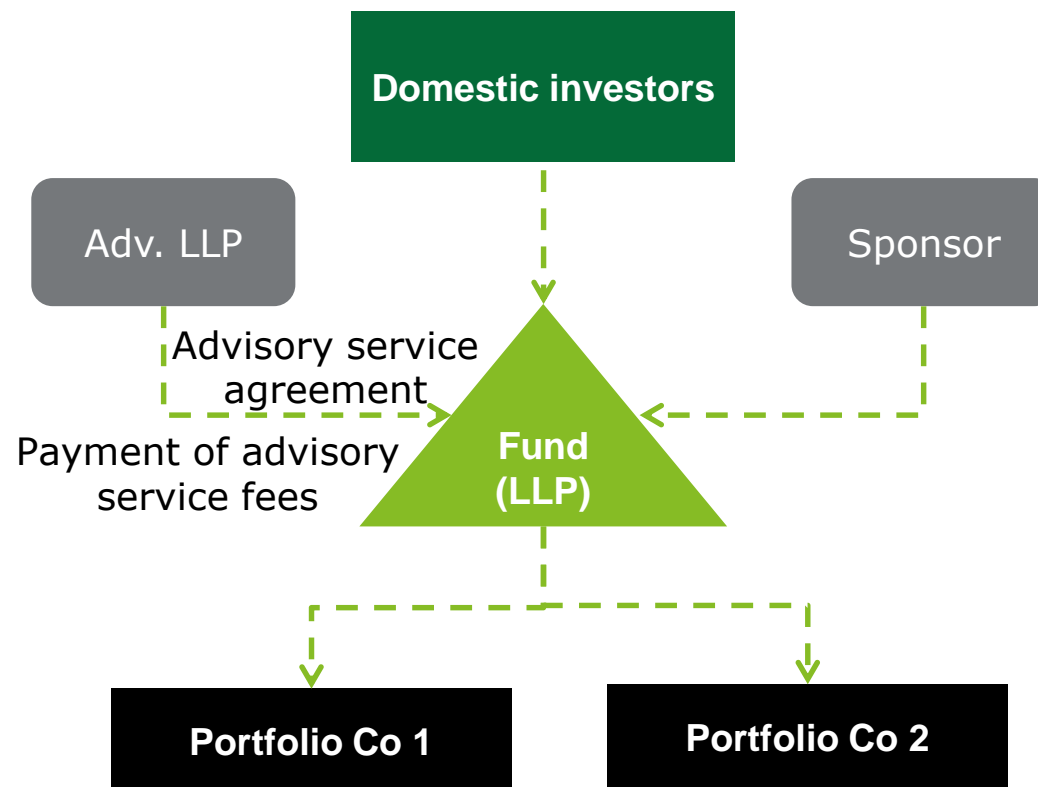 Domestic investors
Adv. LLP
Sponsor
Advisory service
agreement
Payment of advisory
service fees
Fund
(LLP)
Portfolio Co 1
Portfolio Co 2